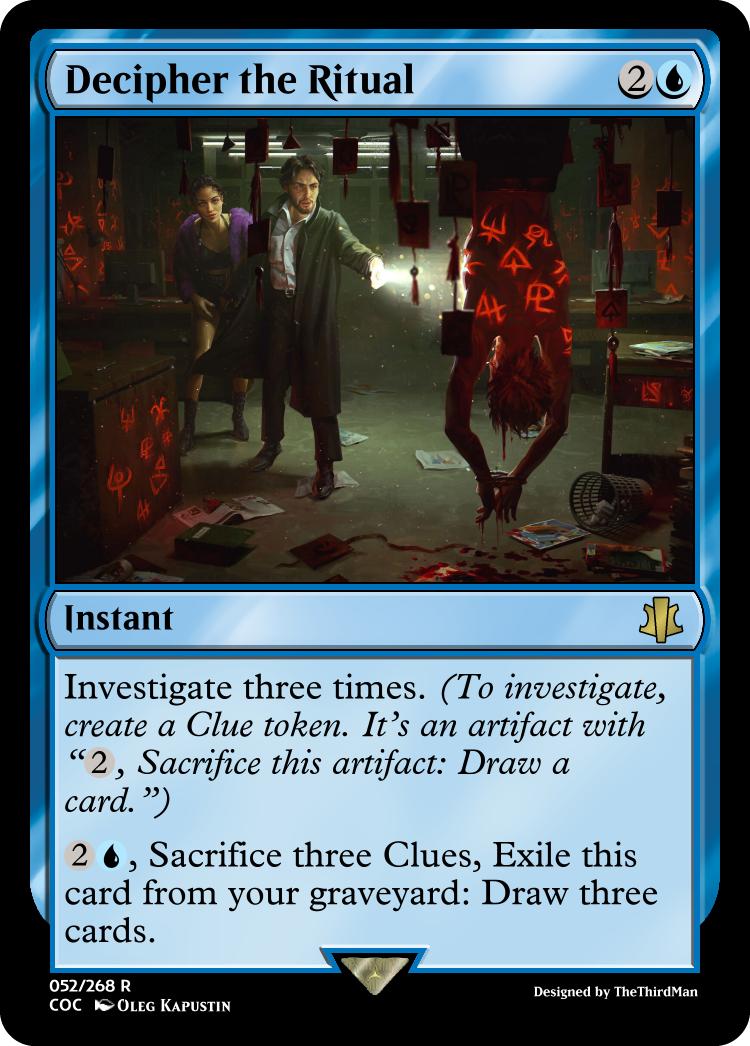 Decipher the Ritual 2
Instant
Investigate three times. (To investigate,
create a Clue token. It's an artifact with
“2, Sacrifice this artifact: Draw a
card.”)
2, Sacrifice three Clues, Exile this
card from your graveyard: Draw three
cards.
052/268 R
COC Oleg Kapustin
Designed by TheThirdMan